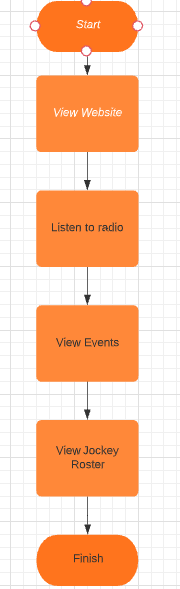 Start
View Website
Listen to radio
View Events
View Jockey
Roster
Finish